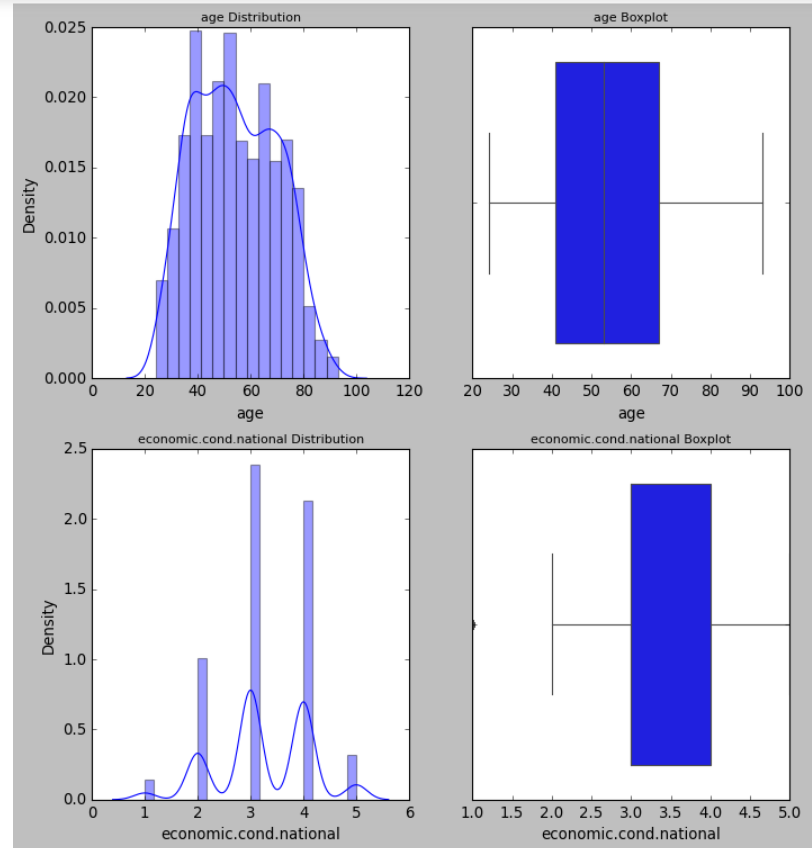 age Distribution
0.025
0.020
0.015
0.010
0.005
0.000
Density
0 20 40 60 80 100 120
age
age Boxplot
20 30 40 50 60 70 80 90 100
age
economic.cond.national Distribution
2.5
2.0
1.5
1.0
0.5
0.0
Density
0 1 2 3 4 5 6
economic.cond.national
economic.cond.national Boxplot
1.0 1.5 2.0 2.5 3.0 3.5 4.0 4.5 5.0
economic.cond.national